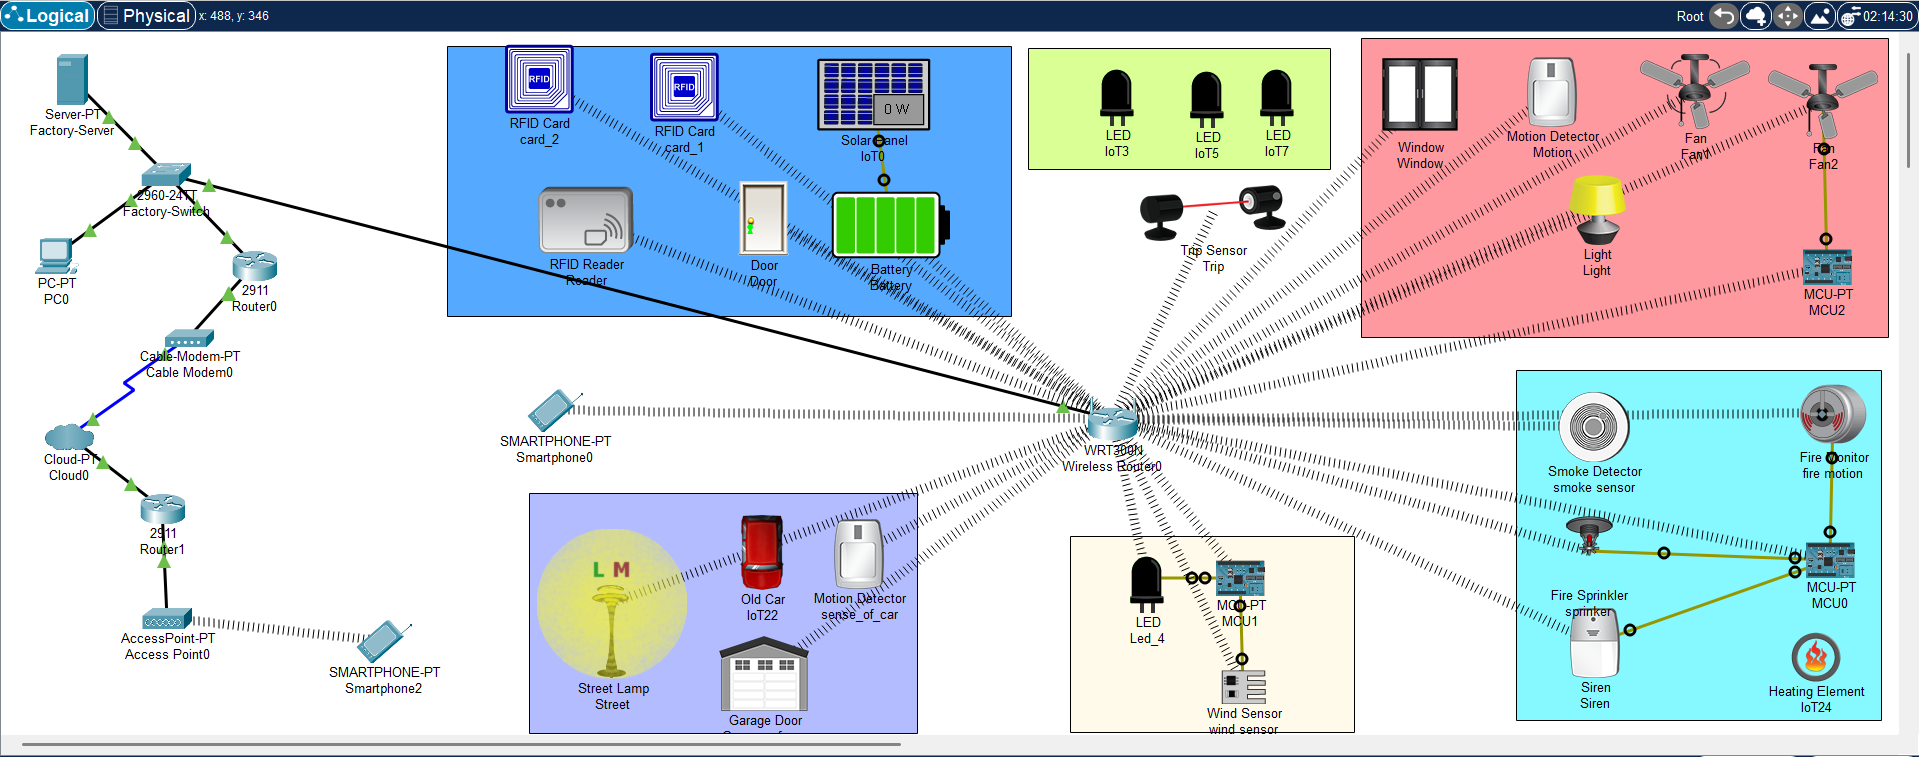 Logical
Physical
x: 488, y: 346
Root
02:14:30
Server-PT
Factory-Server
2960-24TT
Factory-Switch
PC-PT
PC0
2911
Router0
Cable-Modem-PT
Cable Modem0
Cloud-PT
Cloud0
2911
Router1
AccessPoint-PT
Access Point0
SMARTPHONE-PT
Smartphone2
RFID
RFID Card
card_2
RFID
RFID Card
card_1
0 W
Solar Panel
IoT0
RFID Reader
Reader
Door
Door
Battery
Battery
LED
IoT3
LED
IoT5
LED
IoT7
Trip Sensor
Trip
Window
Window
Motion Detector
Motion
Fan
Fan1
Fan
Fan2
Light
Light
MCU-PT
MCU2
SMARTPHONE-PT
Smartphone0
WRT300N
Wireless Router0
L M
Street Lamp
Street
Old Car
IoT22
Motion Detector
sense_of_car
Garage Door
LED
Led_4
MCU-PT
MCU1
Wind Sensor
wind sensor
Smoke Detector
smoke sensor
Fire Monitor
fire motion
Fire Sprinkler
sprinker
MCU-PT
MCU0
Siren
Siren
Heating Element
IoT24